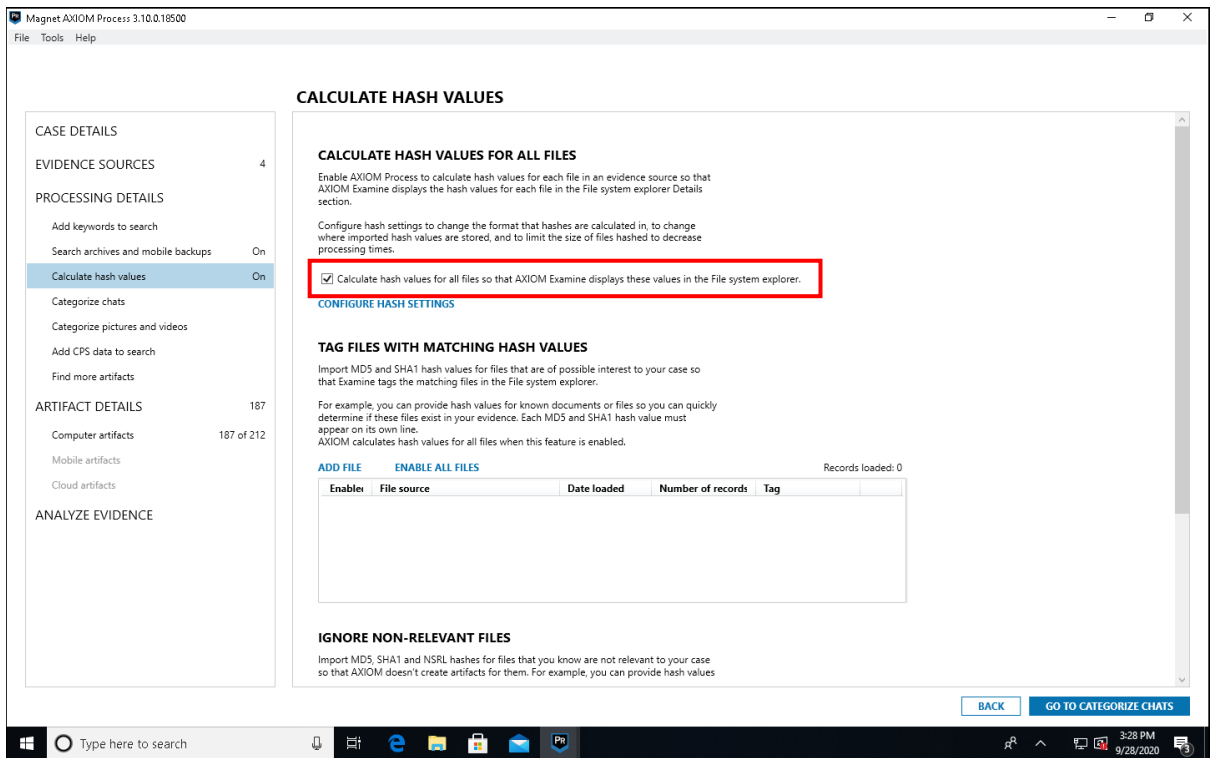 Magnet AXIOM Process 3.10.0.18500
File Tools Help
CALCULATE HASH VALUES
CASE DETAILS
EVIDENCE SOURCES 4
PROCESSING DETAILS
Add keywords to search
Search archives and mobile backups On
Calculate hash values On
Categorize chats
Categorize pictures and videos
Add CPS data to search
Find more artifacts
ARTIFACT DETAILS 187
Computer artifacts 187 of 212
Mobile artifacts
Cloud artifacts
ANALYZE EVIDENCE
CALCULATE HASH VALUES FOR ALL FILES
Enable AXIOM Process to calculate hash values for each file in an evidence source so that
AXIOM Examine displays the hash values for each file in the File system explorer Details
section.
Configure hash settings to change the format that hashes are calculated in, to change
where imported hash values are stored, and to limit the size of files hashed to decrease
processing times.
Calculate hash values for all files so that AXIOM Examine displays these values in the File system explorer.
CONFIGURE HASH SETTINGS
TAG FILES WITH MATCHING HASH VALUES
Import MD5 and SHA1 hash values for files that are of possible interest to your case so
that Examine tags the matching files in the File system explorer.
For example, you can provide hash values for known documents or files so you can quickly
determine if these files exist in your evidence. Each MD5 and SHA1 hash value must
appear on its own line.
AXIOM calculates hash values for all files when this feature is enabled.
ADD FILE ENABLE ALL FILES Records loaded: 0
Enabled File source Date loaded Number of records Tag
IGNORE NON-RELEVANT FILES
Import MD5, SHA1 and NSRL hashes for files that you know are not relevant to your case
so that AXIOM doesn't create artifacts for them. For example, you can provide hash values
BACK GO TO CATEGORIZE CHATS
Type here to search
PR
3:28 PM
9/28/2020
3